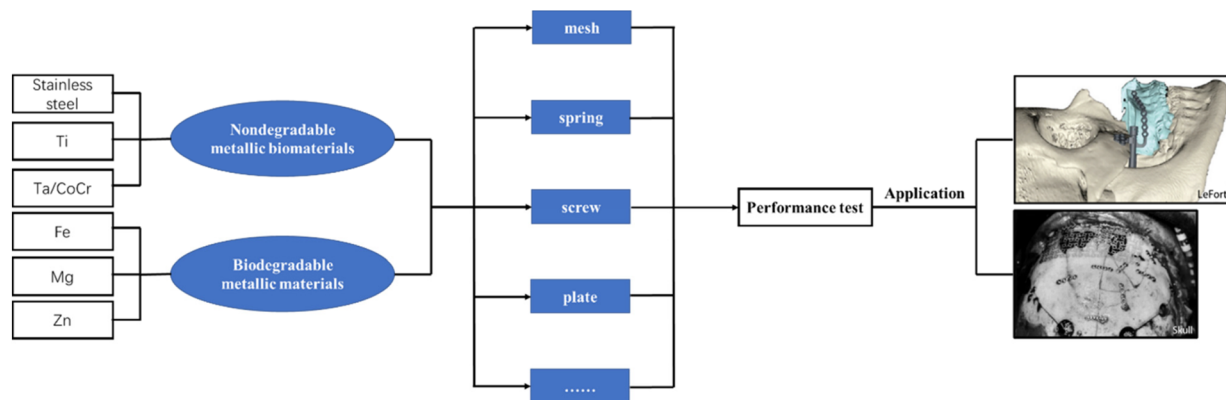 Stainless
steel
Ti
Ta/CoCr
Fe
Mg
Zn
Nondegradable
metallic biomaterials
Biodegradable
metallic materials
mesh
spring
screw
plate
......
Performance test
Application
LeFort
Skull